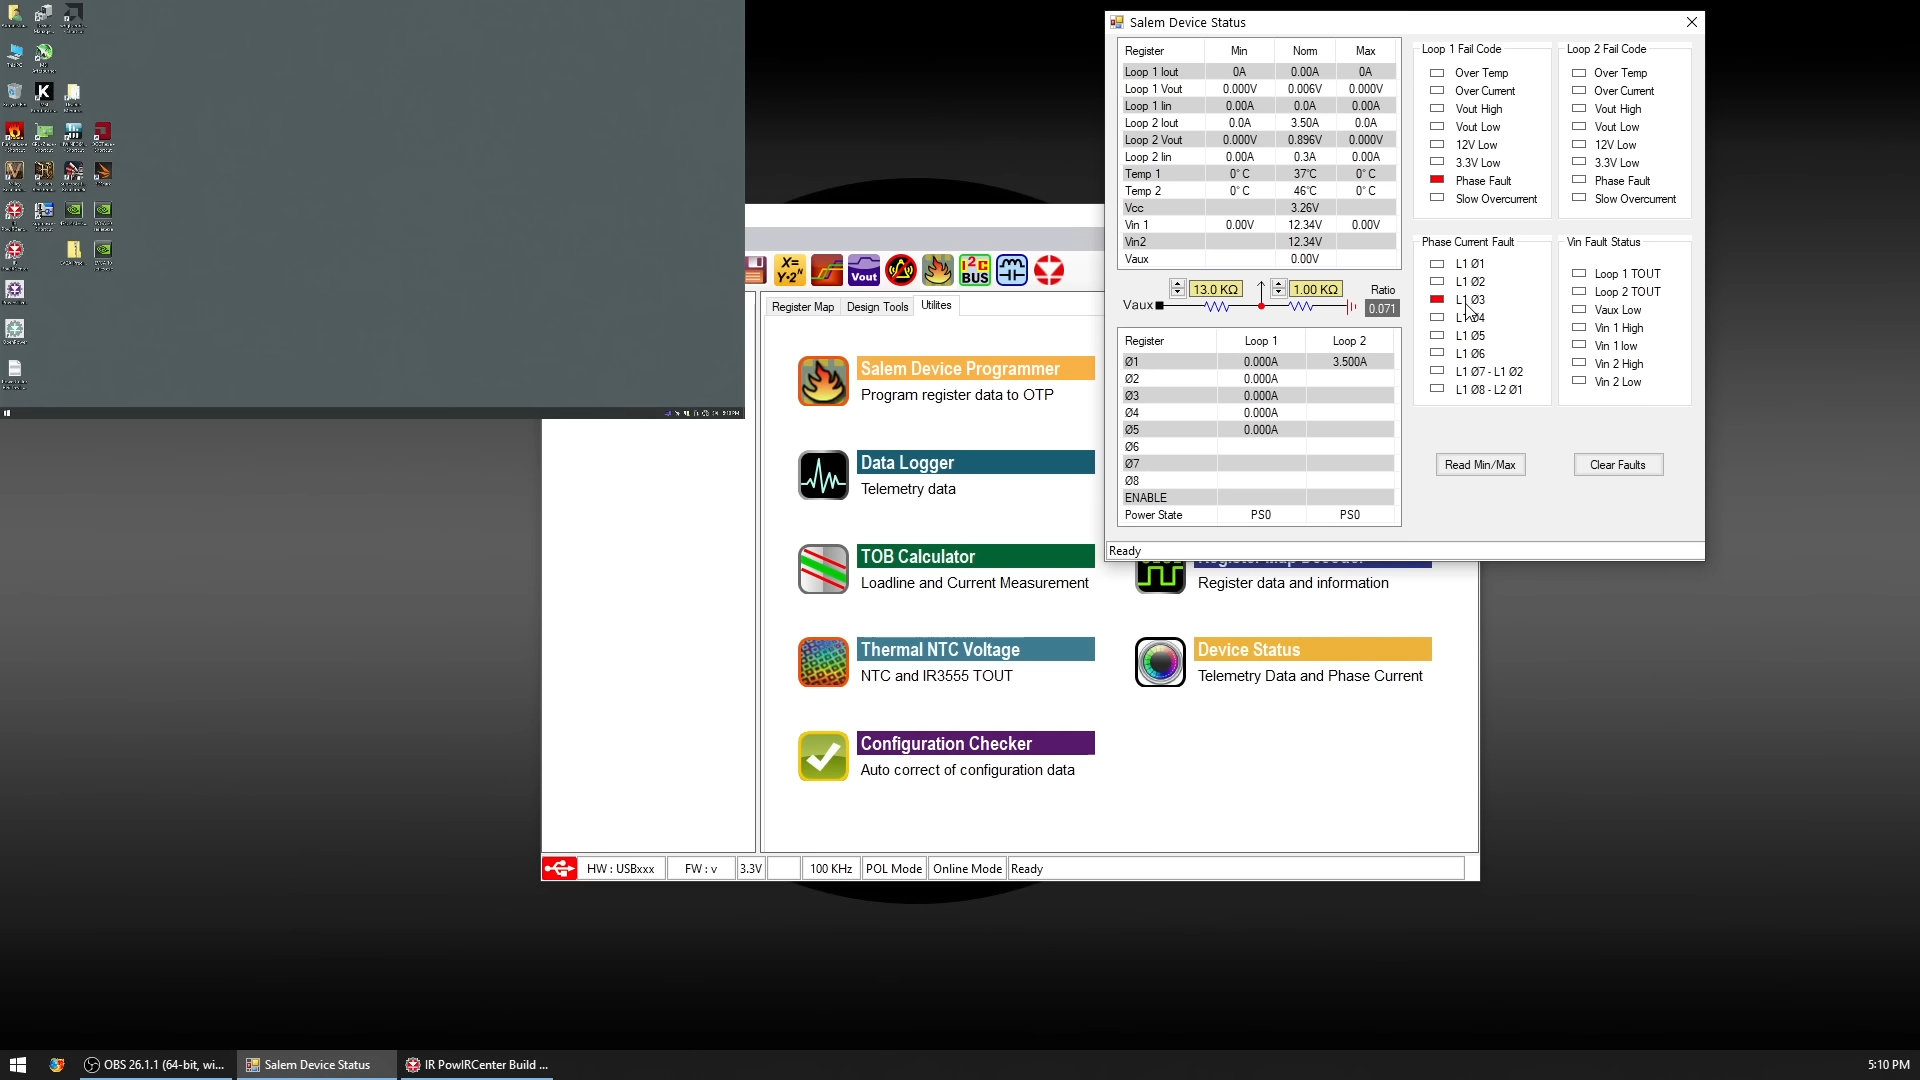 Salem Device Status
Register Min Norm Max
Loop 1 Iout 0A 0.00A 0A
Loop 1 Vout 0.000V 0.006V 0.000V
Loop 1 Iin 0.00A 0.0A 0.00A
Loop 2 Iout 0.0A 3.50A 0.0A
Loop 2 Vout 0.000V 0.896V 0.000V
Loop 2 Iin 0.00A 0.3A 0.00A
Temp 1 0°C 37°C 0°C
Temp 2 0°C 46°C 0°C
Vcc 3.26V
Vin 1 0.00V 12.34V 0.00V
Vin2 12.34V
Vaux 0.00V
13.0 KΩ 1.00 KΩ Ratio
Vaux 0.071
Register Loop 1 Loop 2
Ø1 0.000A 3.500A
Ø2 0.000A
Ø3 0.000A
Ø4 0.000A
Ø5 0.000A
Ø6
Ø7
Ø8
ENABLE
Power State PS0 PS0
Loop 1 Fail Code
Over Temp
Over Current
Vout High
Vout Low
12V Low
3.3V Low
Phase Fault
Slow Overcurrent
Loop 2 Fail Code
Over Temp
Over Current
Vout High
Vout Low
12V Low
3.3V Low
Phase Fault
Slow Overcurrent
Phase Current Fault
L1 Ø1
L1 Ø2
L1 Ø3
L1 Ø4
L1 Ø5
L1 Ø6
L1 Ø7 - L1 Ø2
L1 Ø8 - L2 Ø1
Vin Fault Status
Loop 1 TOUT
Loop 2 TOUT
Vaux Low
Vin 1 High
Vin 1 low
Vin 2 High
Vin 2 Low
Read Min/Max Clear Faults
Ready
X=
Y·2ᴺ
Vout
I2C
BUS
Register Map Design Tools Utilites
Salem Device Programmer
Program register data to OTP
Data Logger
Telemetry data
TOB Calculator
Loadline and Current Measurement
Register Map Decoder
Register data and information
Thermal NTC Voltage
NTC and IR3555 TOUT
Device Status
Telemetry Data and Phase Current
Configuration Checker
Auto correct of configuration data
HW : USBxxx FW : v 3.3V 100 KHz POL Mode Online Mode Ready
OBS 26.1.1 (64-bit, wi... Salem Device Status IR PowIRCenter Build ... 5:10 PM